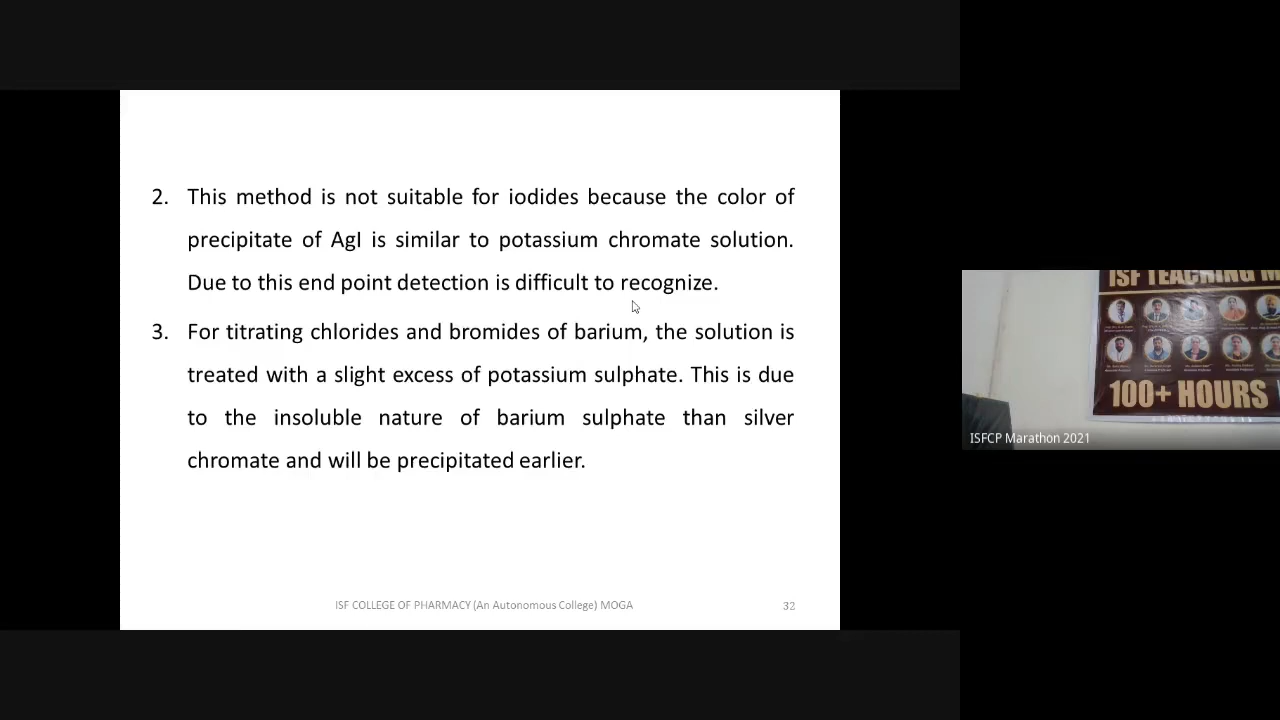 2. This method is not suitable for iodides because the color of
precipitate of AgI is similar to potassium chromate solution.
Due to this end point detection is difficult to recognize.
3. For titrating chlorides and bromides of barium, the solution is
treated with a slight excess of potassium sulphate. This is due
to the insoluble nature of barium sulphate than silver
chromate and will be precipitated earlier.
ISF COLLEGE OF PHARMACY (An Autonomous College) MOGA
32
ISF TEACHING
100+ HOURS
ISFCP Marathon 2021